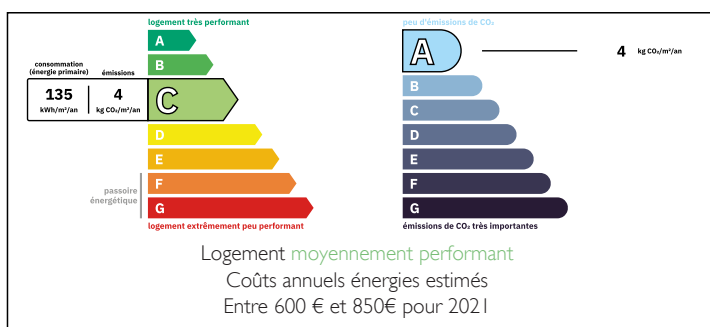 logement très performant
A
B
consommation
(énergie primaire)
émissions
135
kWh/m²/an
4
kg CO₂/m²/an
C
D
E
F
G
passoire
énergétique
logement extrêmement peu performant
peu d'émissions de CO₂
A
4 kg CO₂/m²/an
B
C
D
E
F
G
émissions de CO₂ très importantes
Logement moyennement performant
Coûts annuels énergies estimés
Entre 600 € et 850€ pour 2021